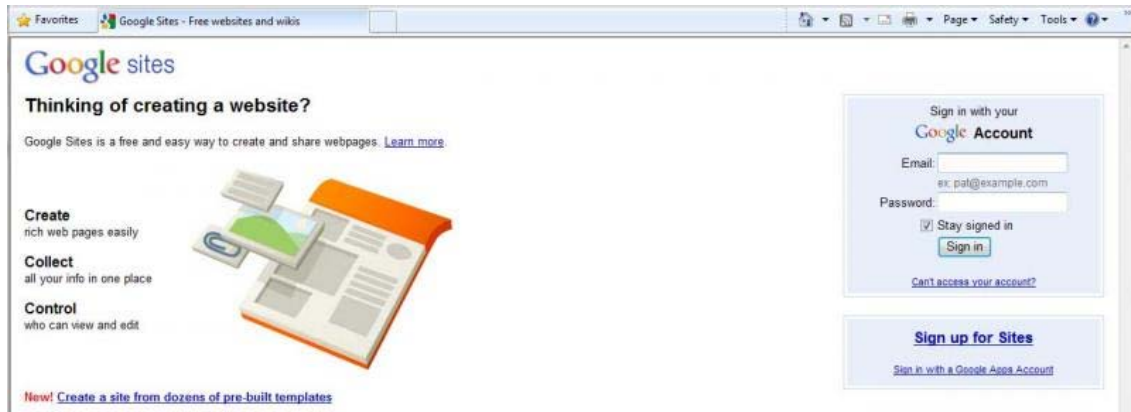 Favorites
Google Sites - Free websites and wikis
Page
Safety
Tools
Google sites
Thinking of creating a website?
Google Sites is a free and easy way to create and share webpages. Learn more
Create
rich web pages easily
Collect
all your info in one place
Control
who can view and edit
New! Create a site from dozens of pre-built templates
Sign in with your
Google Account
Email:
ex: pat@example.com
Password:
Stay signed in
Sign in
Can't access your account?
Sign up for Sites
Sign in with a Google Apps Account